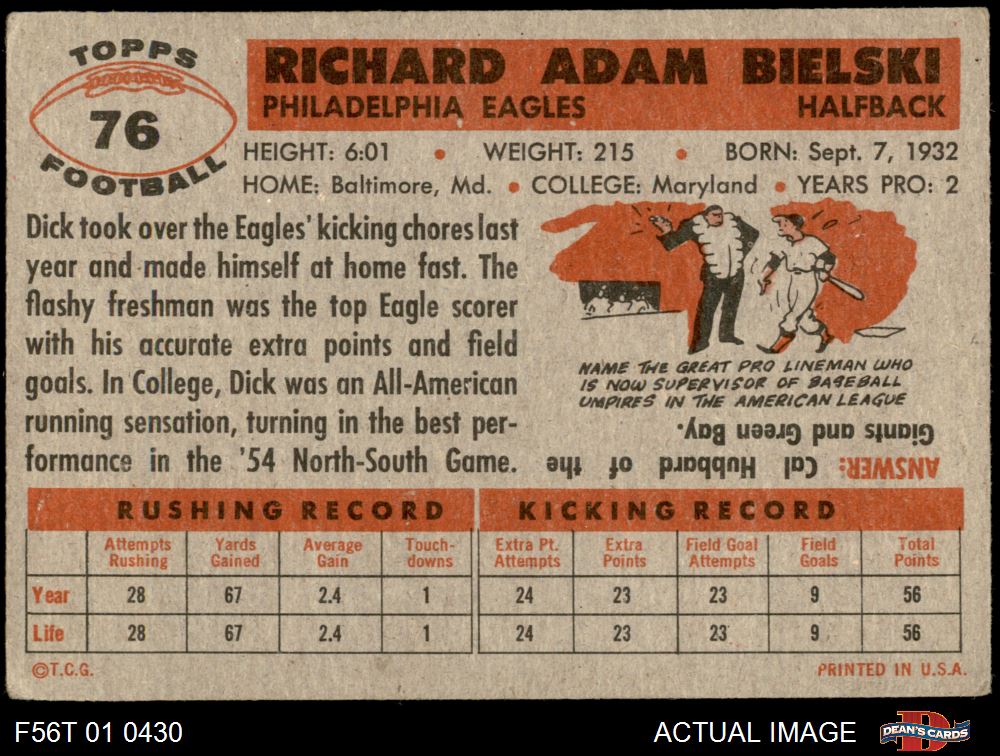 TOPPS
76
FOOTBALL
RICHARD ADAM BIELSKI
PHILADELPHIA EAGLES HALFBACK
HEIGHT: 6:01 • WEIGHT: 215 • BORN: Sept. 7, 1932
HOME: Baltimore, Md. • COLLEGE: Maryland • YEARS PRO: 2
Dick took over the Eagles' kicking chores last
year and made himself at home fast. The
flashy freshman was the top Eagle scorer
with his accurate extra points and field
goals. In College, Dick was an All-American
running sensation, turning in the best per-
formance in the '54 North-South Game.
NAME THE GREAT PRO LINEMAN WHO
IS NOW SUPERVISOR OF BASEBALL
UMPIRES IN THE AMERICAN LEAGUE
ANSWER: Cal Hubbard of the
Giants and Green Bay.
RUSHING RECORD KICKING RECORD
Attempts Yards Average Touch- Extra Pt. Extra Field Goal Field Total
Rushing Gained Gain downs Attempts Points Attempts Goals Points
Year 28 67 2.4 1 24 23 23 9 56
Life 28 67 2.4 1 24 23 23 9 56
©T.C.G. PRINTED IN U.S.A.
F56T 01 0430 ACTUAL IMAGE DEAN'S CARDS